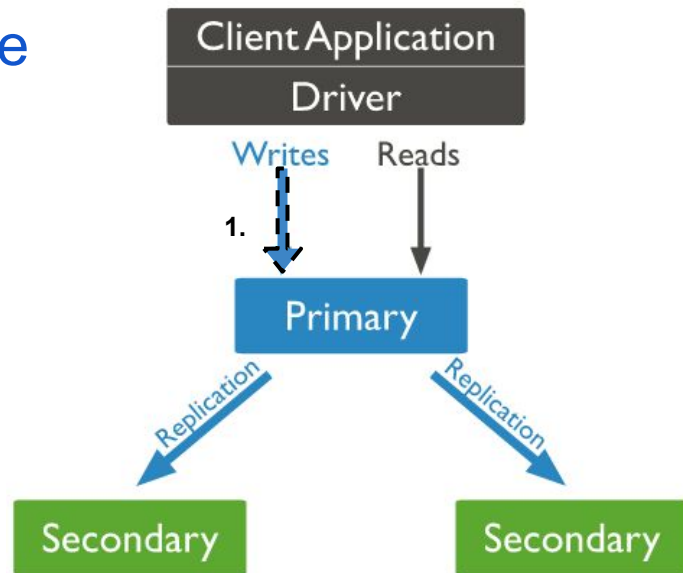 e
Client Application
Driver
Writes Reads
1.
Primary
Replication Replication
Secondary Secondary